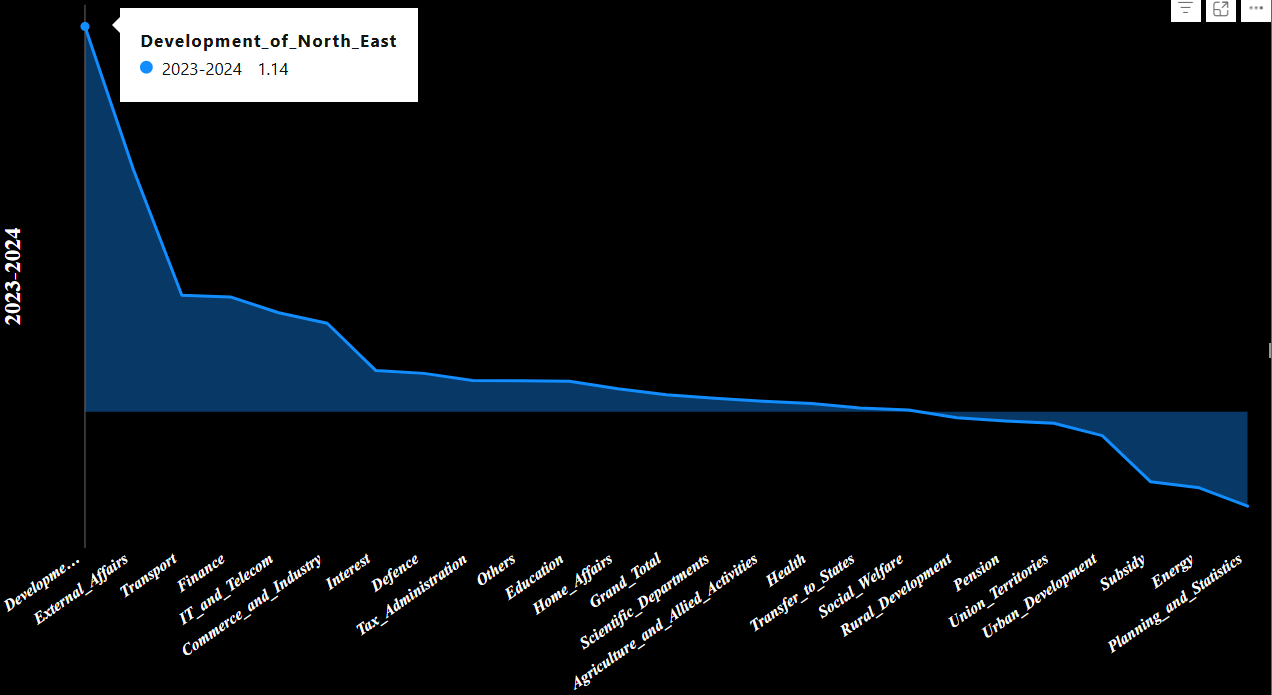 Development_of_North_East
2023-2024 1.14
2023-2024
Developme...
External_Affairs
Transport
Finance
IT_and_Telecom
Commerce_and_Industry
Interest
Defence
Tax_Administration
Others
Education
Home_Affairs
Grand_Total
Scientific_Departments
Agriculture_and_Allied_Activities
Health
Transfer_to_States
Social_Welfare
Rural_Development
Pension
Union_Territories
Urban_Development
Subsidy
Energy
Planning_and_Statistics